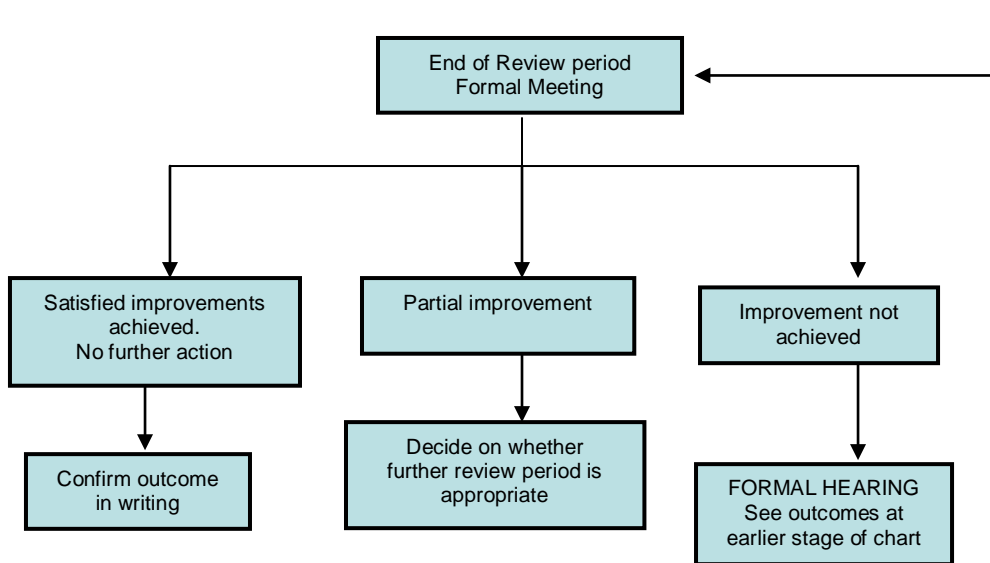 End of Review period
Formal Meeting
Satisfied improvements
achieved.
No further action
Partial improvement
Improvement not
achieved
Confirm outcome
in writing
Decide on whether
further review period is
appropriate
FORMAL HEARING
See outcomes at
earlier stage of chart